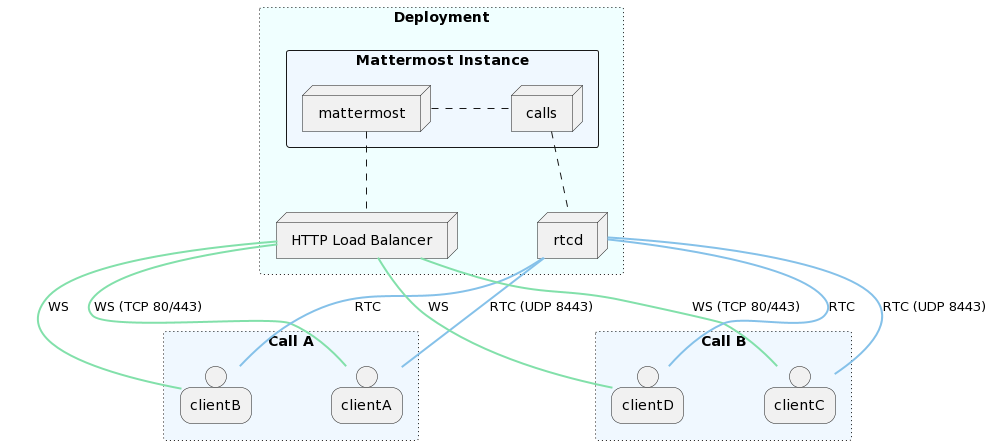 Deployment
Mattermost Instance
mattermost
calls
HTTP Load Balancer
rtcd
WS
WS (TCP 80/443)
RTC
WS
RTC (UDP 8443)
WS (TCP 80/443)
RTC
RTC (UDP 8443)
Call A
Call B
clientB
clientA
clientD
clientC